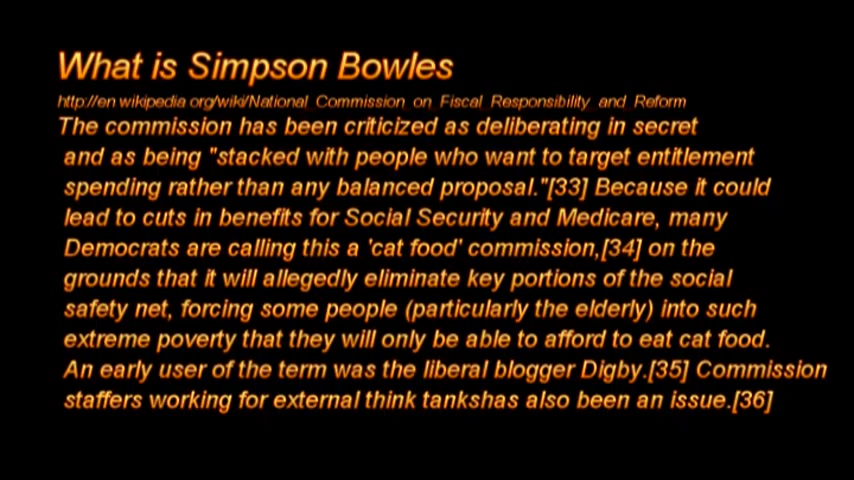 What is Simpson Bowles
http://en wikipedia org/wiki/National_Commission_on_Fiscal_Responsibility_and_Reform
The commission has been criticized as deliberating in secret
and as being "stacked with people who want to target entitlement
spending rather than any balanced proposal."[33] Because it could
lead to cuts in benefits for Social Security and Medicare, many
Democrats are calling this a 'cat food' commission,[34] on the
grounds that it will allegedly eliminate key portions of the social
safety net, forcing some people (particularly the elderly) into such
extreme poverty that they will only be able to afford to eat cat food.
An early user of the term was the liberal blogger Digby.[35] Commission
staffers working for external think tankshas also been an issue.[36]